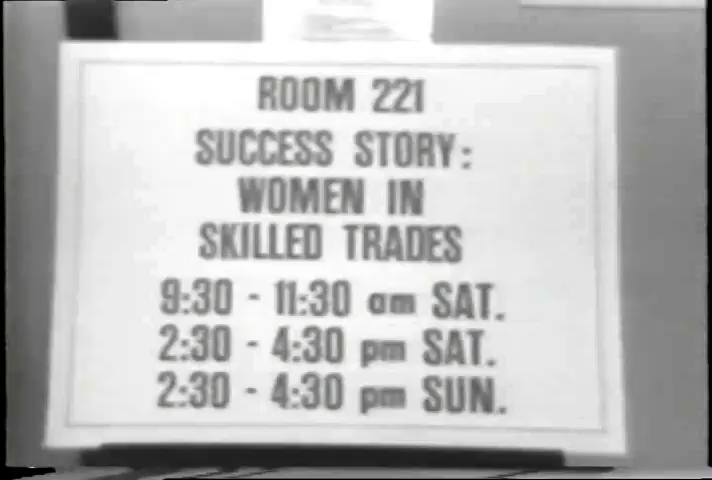 ROOM 221
SUCCESS STORY:
WOMEN IN
SKILLED TRADES
9:30 - 11:30 am SAT.
2:30 - 4:30 pm SAT.
2:30 - 4:30 pm SUN.